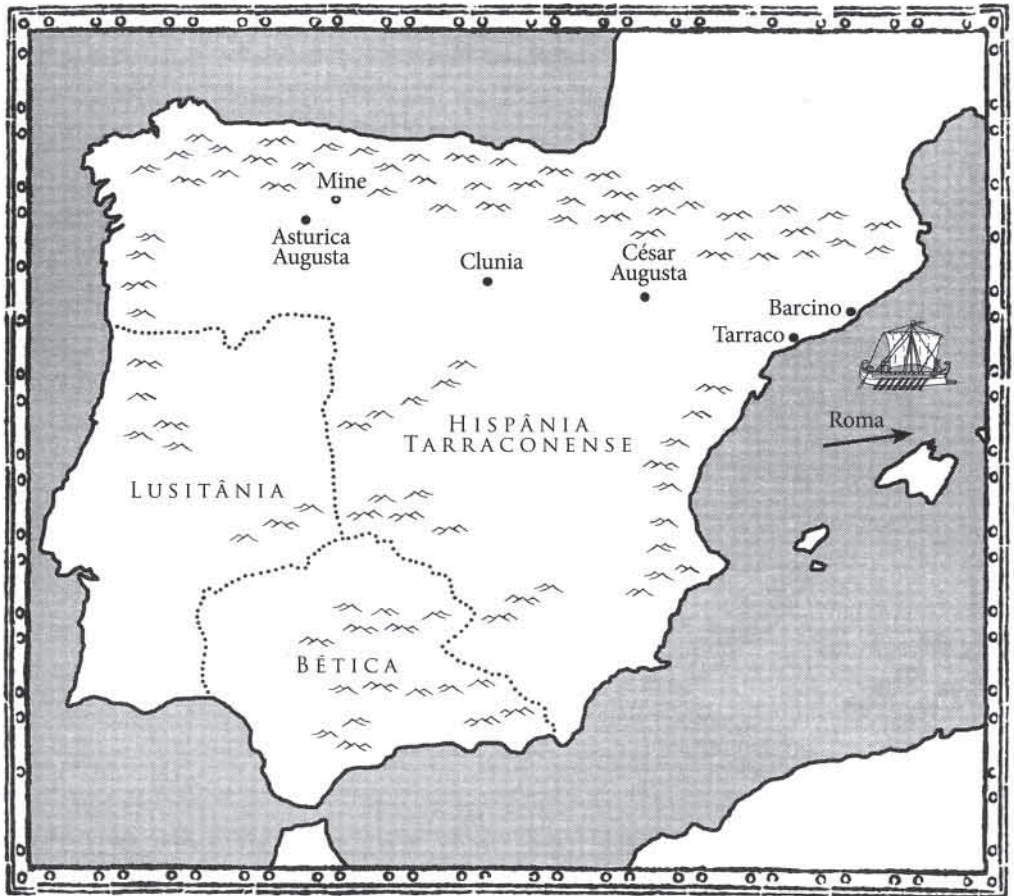 Mine
Asturica
Augusta
Clunia
César
Augusta
Barcino
Tarraco
Roma
HISPÂNIA
TARRACONENSE
LUSITÂNIA
BÉTICA